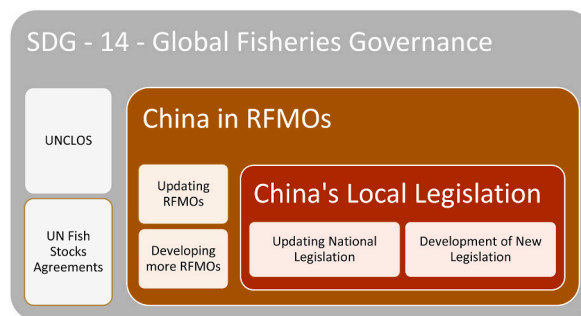 SDG - 14 - Global Fisheries Governance
UNCLOS
UN Fish
Stocks
Agreements
China in RFMOs
Updating
RFMOs
Developing
more RFMOs
China's Local Legislation
Updating National
Legislation
Development of New
Legislation